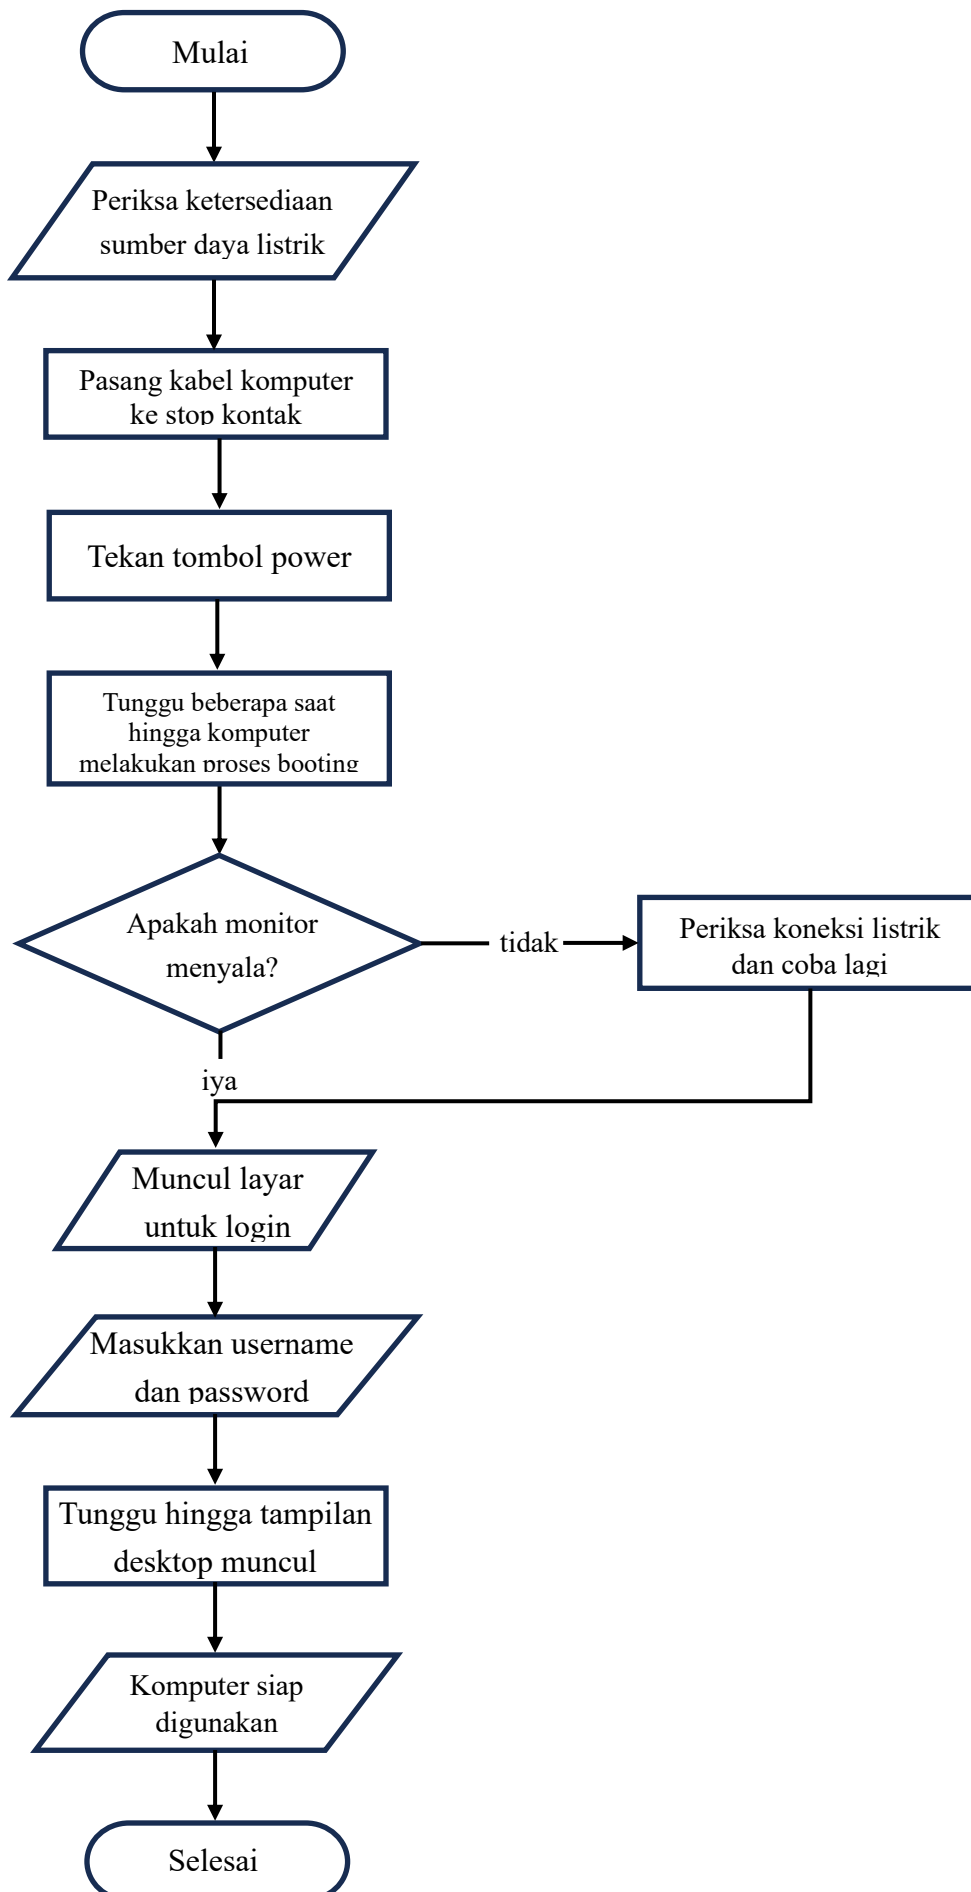 Mulai
Periksa ketersediaan
sumber daya listrik
Pasang kabel komputer
ke stop kontak
Tekan tombol power
Tunggu beberapa saat
hingga komputer
melakukan proses booting
Apakah monitor
menyala?
tidak
Periksa koneksi listrik
dan coba lagi
iya
Muncul layar
untuk login
Masukkan username
dan password
Tunggu hingga tampilan
desktop muncul
Komputer siap
digunakan
Selesai